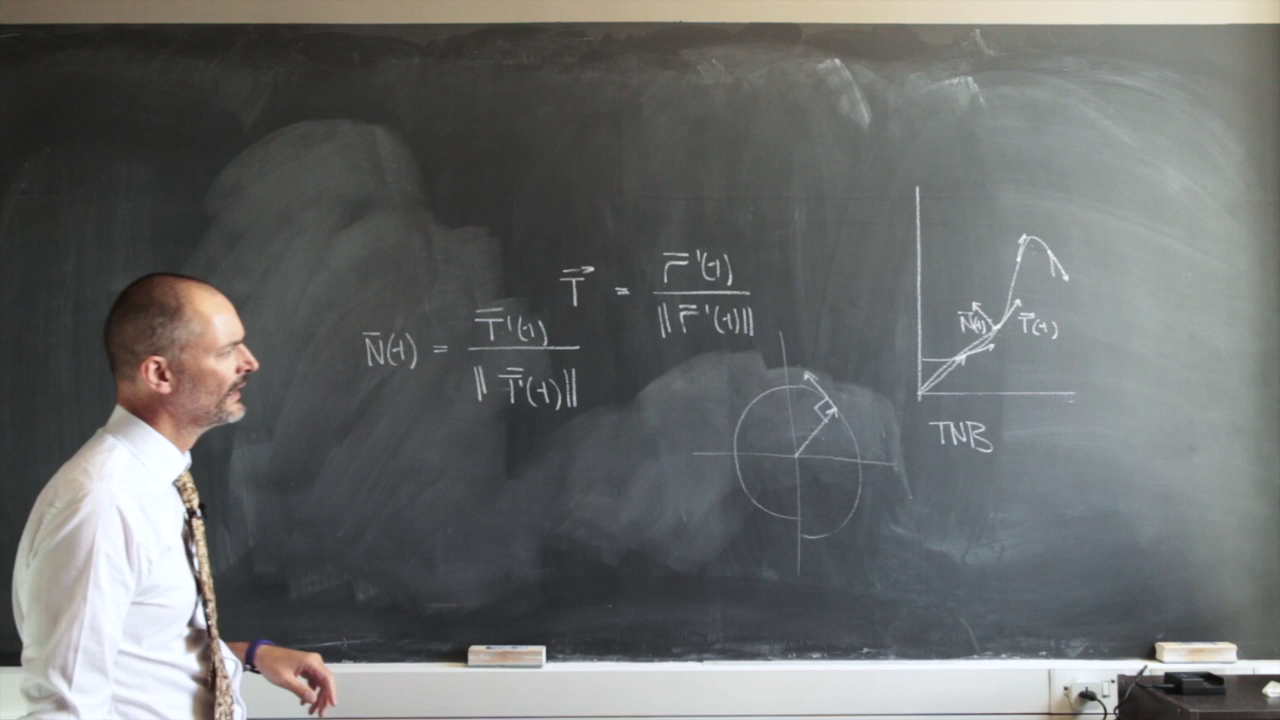 T⃗ = r̅'(t) / ‖r̅'(t)‖
N̅(t) = T̅'(t) / ‖T̅'(t)‖
N̅(t) T̅(t)
TNB